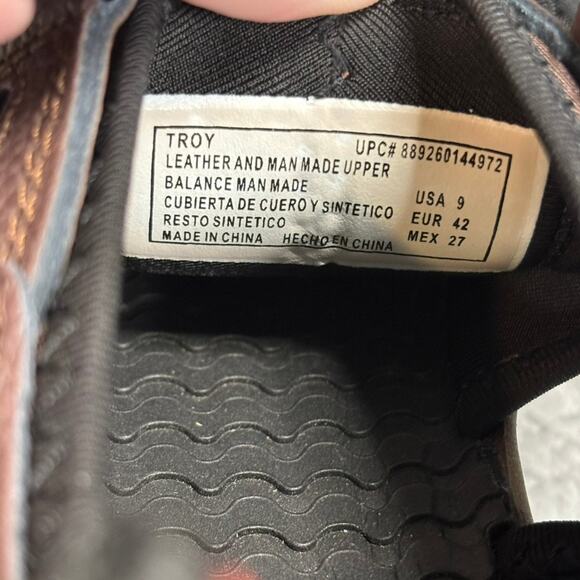 TROY UPC# 889260144972
LEATHER AND MAN MADE UPPER
BALANCE MAN MADE USA 9
CUBIERTA DE CUERO Y SINTETICO EUR 42
RESTO SINTETICO MEX 27
MADE IN CHINA HECHO EN CHINA